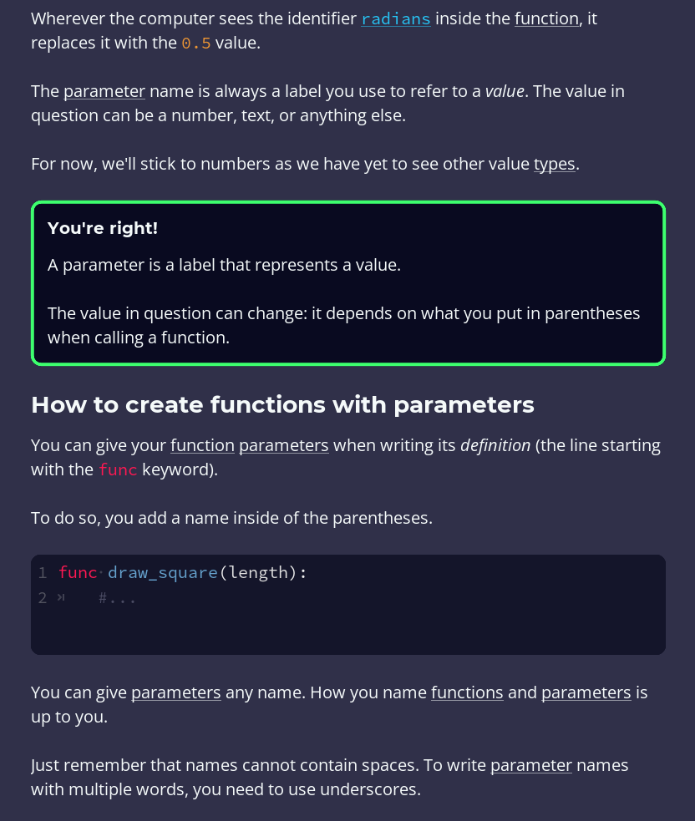 Wherever the computer sees the identifier radians inside the function, it
replaces it with the 0.5 value.
The parameter name is always a label you use to refer to a value. The value in
question can be a number, text, or anything else.
For now, we'll stick to numbers as we have yet to see other value types.
You're right!
A parameter is a label that represents a value.
The value in question can change: it depends on what you put in parentheses
when calling a function.
How to create functions with parameters
You can give your function parameters when writing its definition (the line starting
with the func keyword).
To do so, you add a name inside of the parentheses.
1 func draw_square(length):
2 #...
You can give parameters any name. How you name functions and parameters is
up to you.
Just remember that names cannot contain spaces. To write parameter names
with multiple words, you need to use underscores.